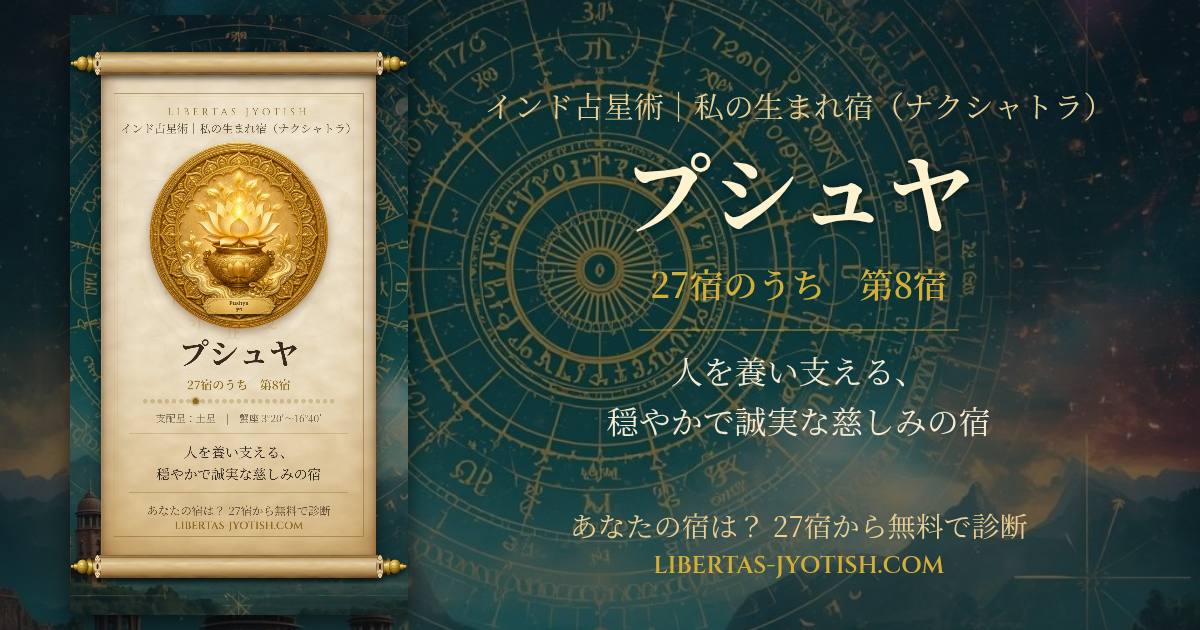 LIBERTAS JYOTISH
インド占星術｜私の生まれ宿（ナクシャトラ）
Pushya
プシュヤ
27宿のうち　第8宿
支配星：土星　|　蟹座 3°20'〜16°40'
人を養い支える、
穏やかで誠実な慈しみの宿
あなたの宿は？ 27宿から無料で診断
LIBERTAS-JYOTISH.COM
インド占星術｜私の生まれ宿（ナクシャトラ）
プシュヤ
27宿のうち　第8宿
人を養い支える、
穏やかで誠実な慈しみの宿
あなたの宿は？ 27宿から無料で診断
LIBERTAS-JYOTISH.COM